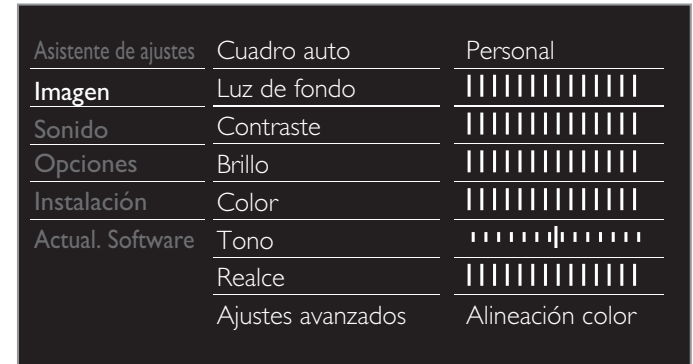 Asistente de ajustes Cuadro auto Personal
Imagen Luz de fondo
Sonido Contraste
Opciones Brillo
Instalación Color
Actual. Software Tono
Realce
Ajustes avanzados Alineación color